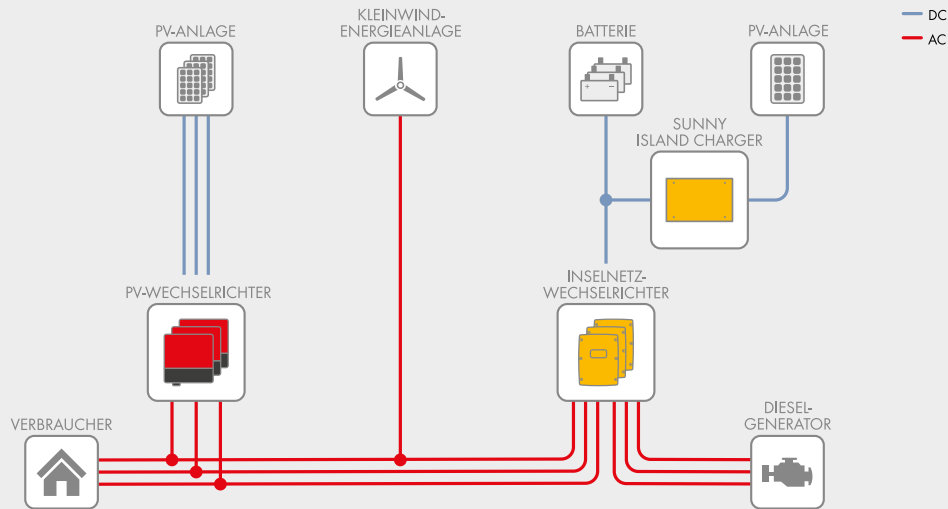 KLEINWIND-
ENERGIEANLAGE
PV-ANLAGE
BATTERIE
PV-ANLAGE
DC
AC
SUNNY
ISLAND CHARGER
PV-WECHSELRICHTER
INSELNETZ-
WECHSELRICHTER
VERBRAUCHER
DIESEL-
GENERATOR